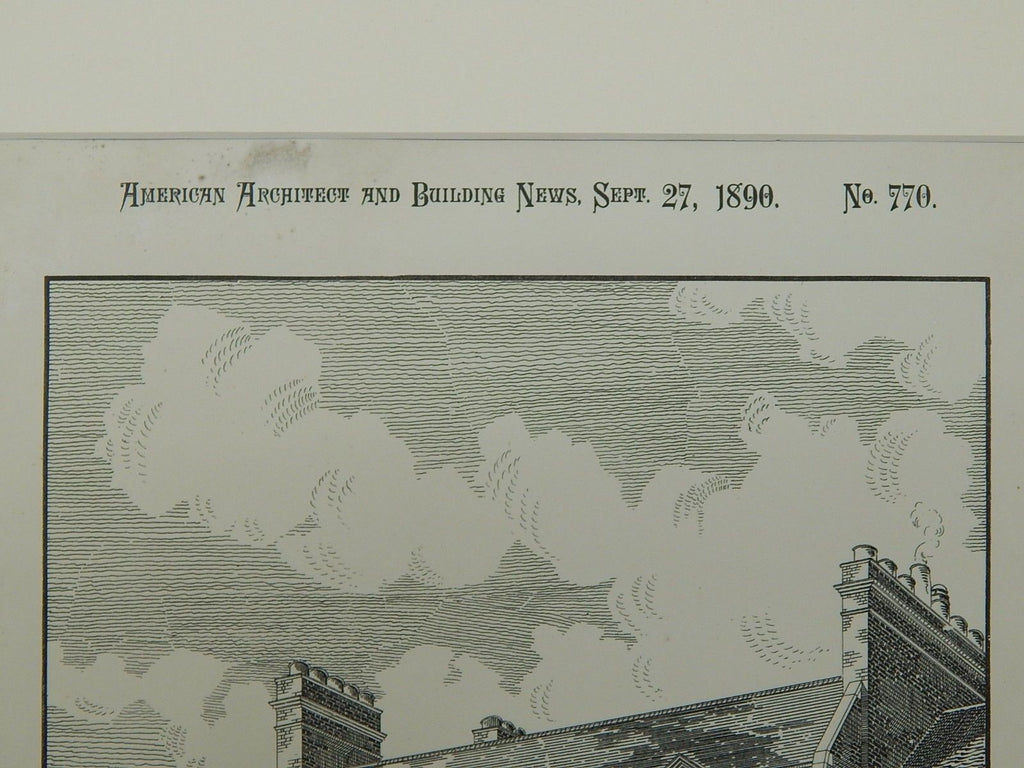 American Architect and Building News, Sept. 27, 1890. No. 770.